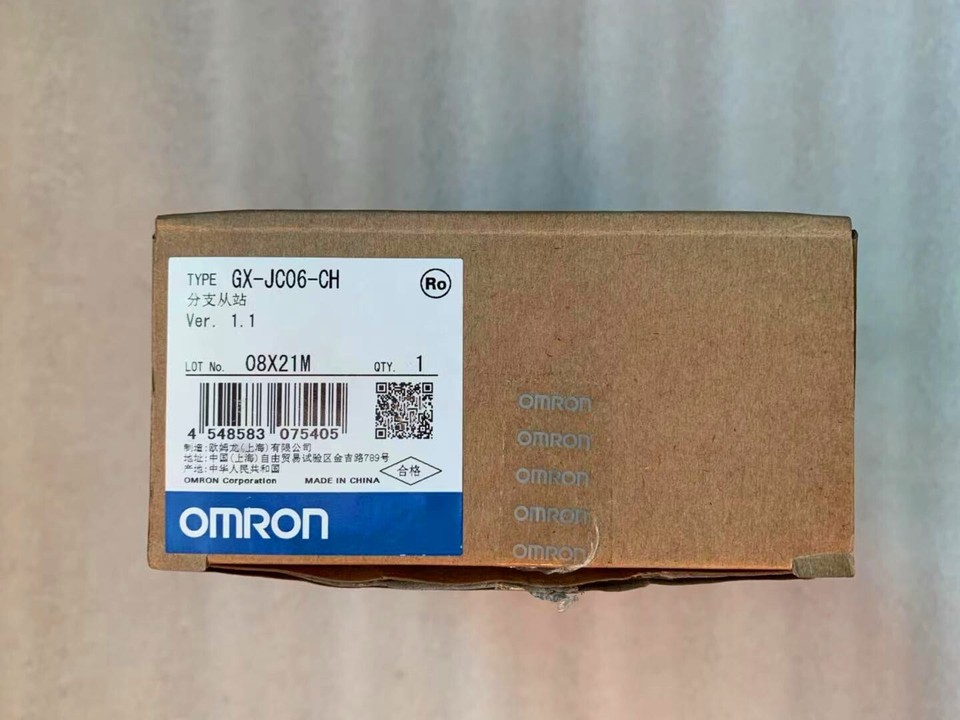 TYPE GX-JC06-CH
Ro
分支从站
Ver. 1.1
LOT No. 08X21M QTY. 1
4 548583 075405
制造:欧姆龙(上海)有限公司
地址:中国(上海)自由贸易试验区金吉路789号
产地:中华人民共和国
合格
OMRON Corporation MADE IN CHINA
OMRON
OMRON
OMRON
OMRON
OMRON
OMRON